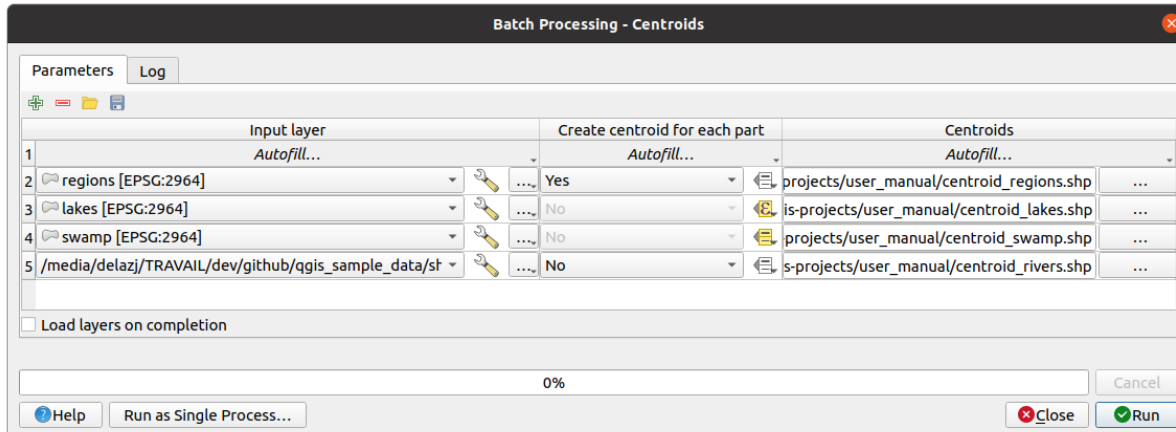 Batch Processing - Centroids
Parameters Log
Input layer Create centroid for each part Centroids
1 Autofill... Autofill... Autofill...
2 regions [EPSG:2964] ... Yes projects/user_manual/centroid_regions.shp ...
3 lakes [EPSG:2964] ... No ε is-projects/user_manual/centroid_lakes.shp ...
4 swamp [EPSG:2964] ... No projects/user_manual/centroid_swamp.shp ...
5 /media/delazj/TRAVAIL/dev/github/qgis_sample_data/sh ... No s-projects/user_manual/centroid_rivers.shp ...
Load layers on completion
0% Cancel
Help Run as Single Process... Close Run